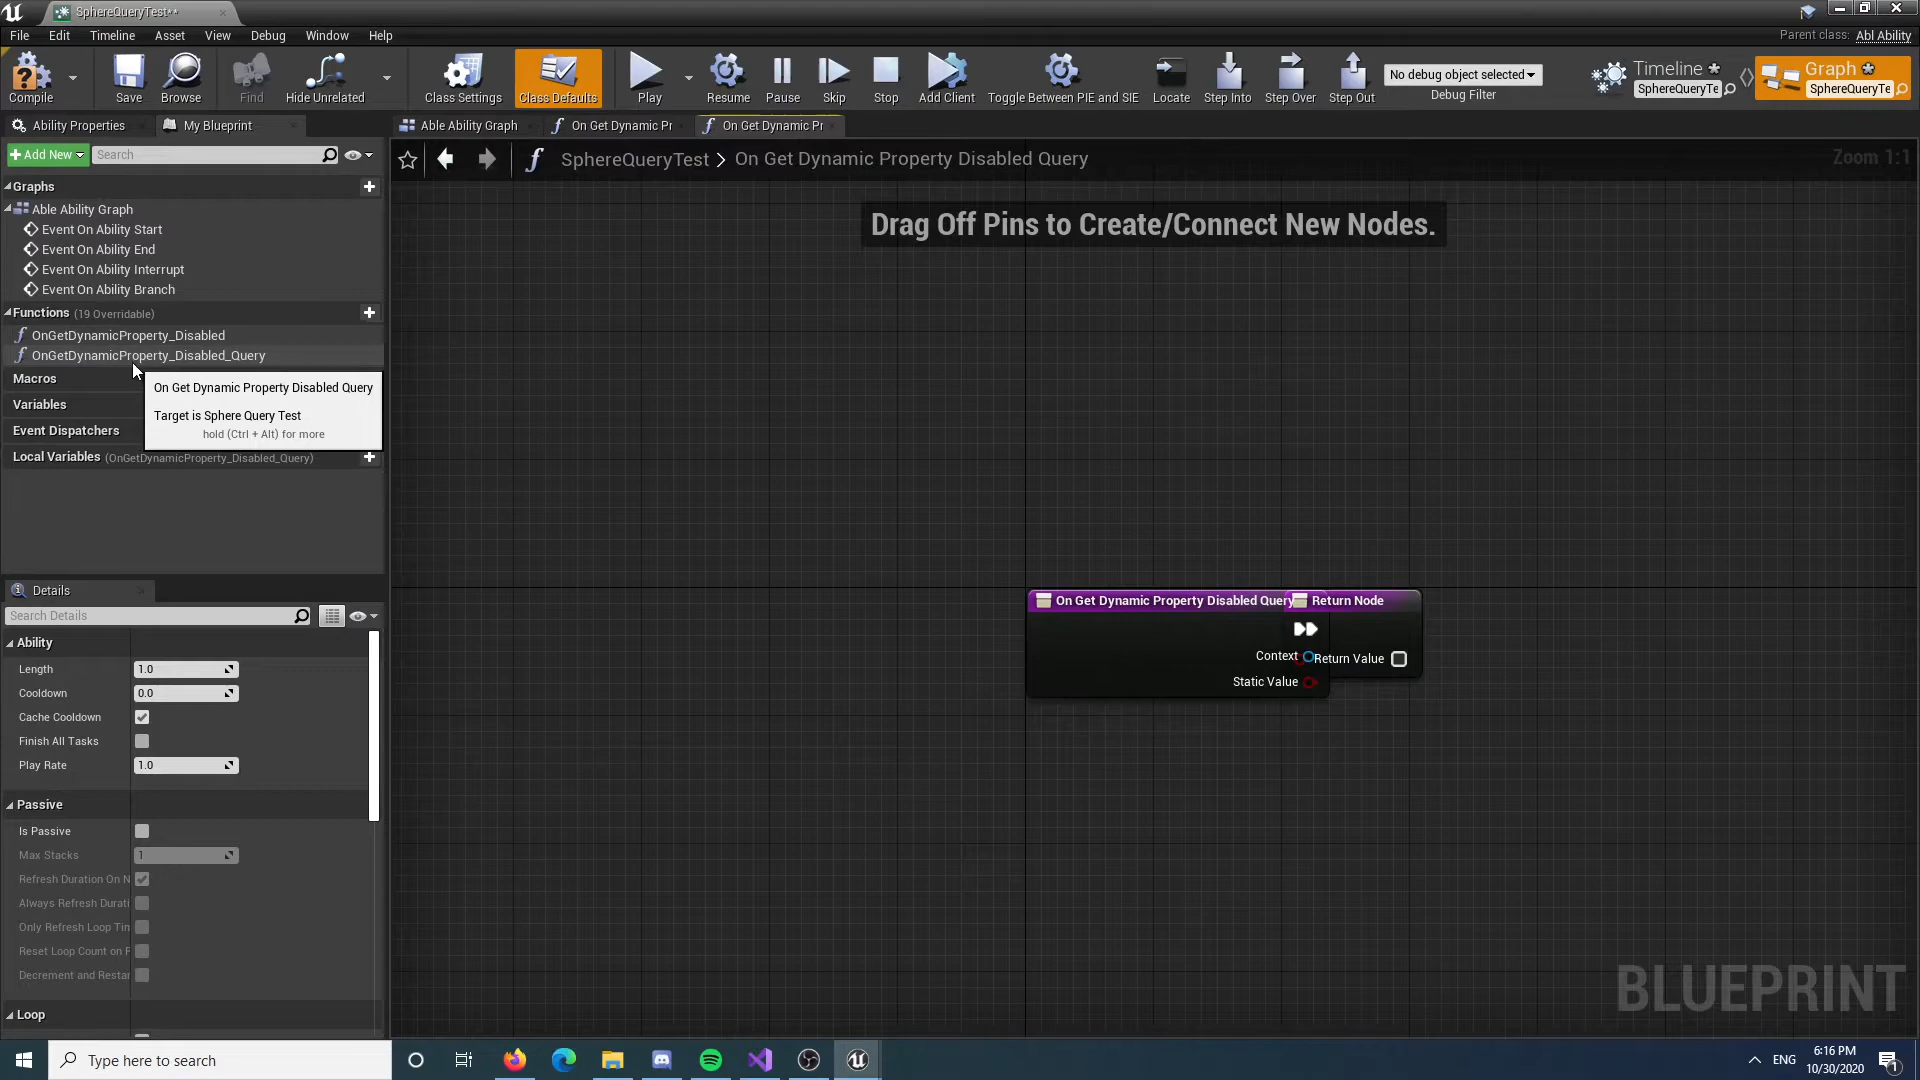 SphereQueryTest**
File Edit Timeline Asset View Debug Window Help
Parent class: Abl Ability
Compile Save Browse Find Hide Unrelated Class Settings Class Defaults Play Resume Pause Skip Stop Add Client Toggle Between PIE and SIE Locate Step Into Step Over Step Out
No debug object selected
Debug Filter
Timeline
SphereQueryTe
Graph
SphereQueryTe
Ability Properties My Blueprint
Able Ability Graph On Get Dynamic Pr On Get Dynamic Pr
Add New Search
SphereQueryTest > On Get Dynamic Property Disabled Query
Zoom 1:1
Drag Off Pins to Create/Connect New Nodes.
Graphs
Able Ability Graph
Event On Ability Start
Event On Ability End
Event On Ability Interrupt
Event On Ability Branch
Functions (19 Overridable)
OnGetDynamicProperty_Disabled
OnGetDynamicProperty_Disabled_Query
Macros
Variables
Event Dispatchers
Local Variables (OnGetDynamicProperty_Disabled_Query)
On Get Dynamic Property Disabled Query
Target is Sphere Query Test
hold (Ctrl + Alt) for more
On Get Dynamic Property Disabled Query
Context
Static Value
Return Node
Return Value
Details
Search Details
Ability
Length 1.0
Cooldown 0.0
Cache Cooldown
Finish All Tasks
Play Rate 1.0
Passive
Is Passive
Max Stacks 1
Refresh Duration On N
Always Refresh Durati
Only Refresh Loop Tin
Reset Loop Count on F
Decrement and Restar
Loop
BLUEPRINT
Type here to search
ENG
6:16 PM
10/30/2020
1